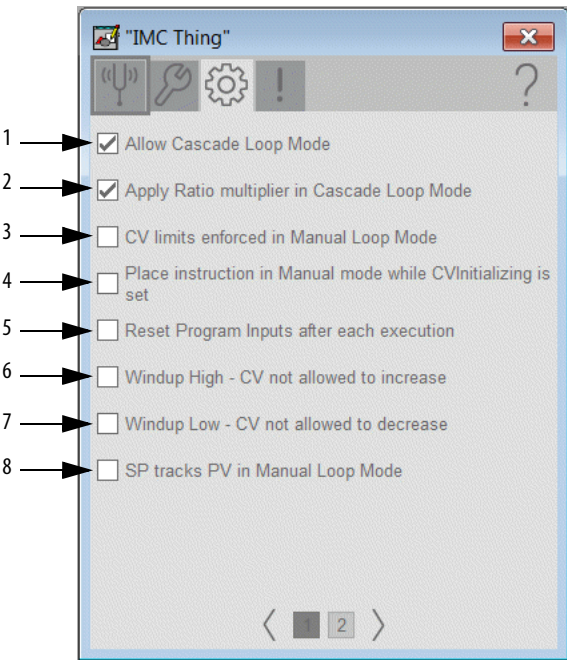 "IMC Thing"
?
!
1
Allow Cascade Loop Mode
2
Apply Ratio multiplier in Cascade Loop Mode
3
CV limits enforced in Manual Loop Mode
4
Place instruction in Manual mode while CVInitializing is
set
5
Reset Program Inputs after each execution
6
Windup High - CV not allowed to increase
7
Windup Low - CV not allowed to decrease
8
SP tracks PV in Manual Loop Mode
1 2